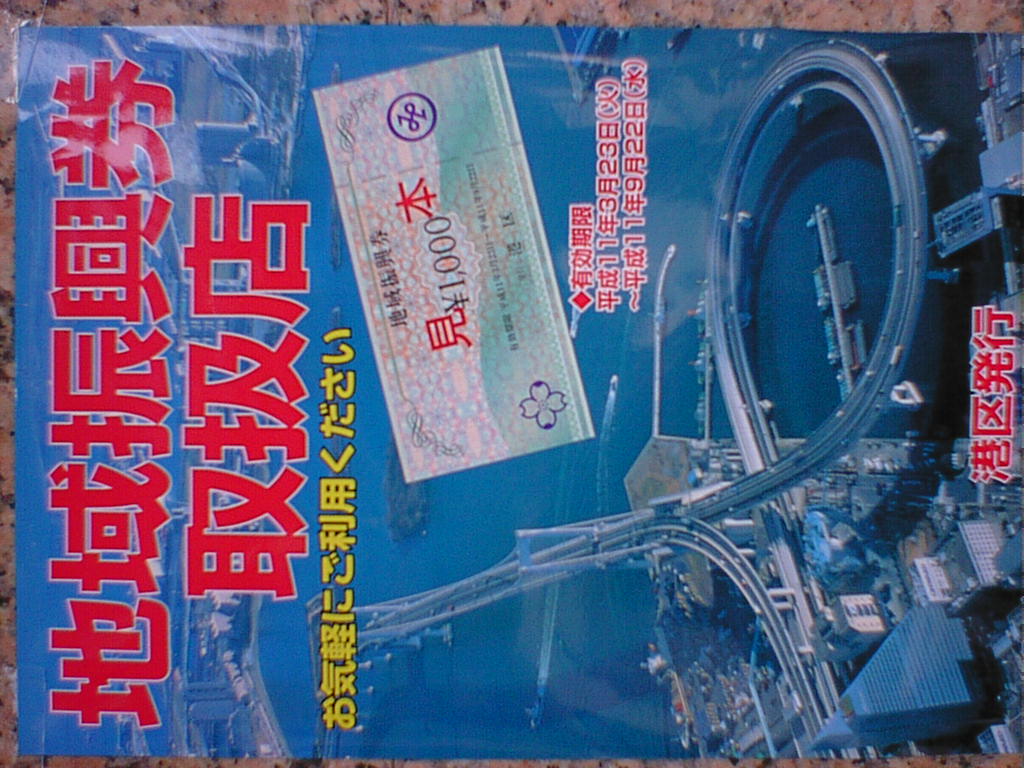 地域振興券
取扱店
お気軽にご利用ください
地域振興券
¥1,000
見本
◆有効期限
平成11年3月23日(火)
~平成11年9月22日(水)
港区発行